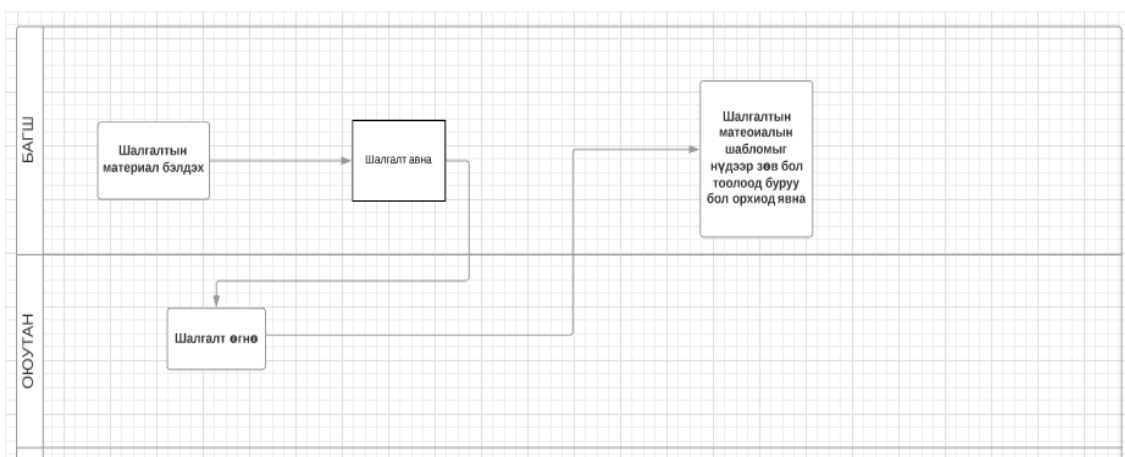 БАГШ
Шалгалтын
материал бэлдэх
Шалгалт авна
Шалгалтын
матеоиалын
шабломыг
нүдээр зөв бол
тоолоод буруу
бол орхиод явна
ОЮУТАН
Шалгалт өгнө